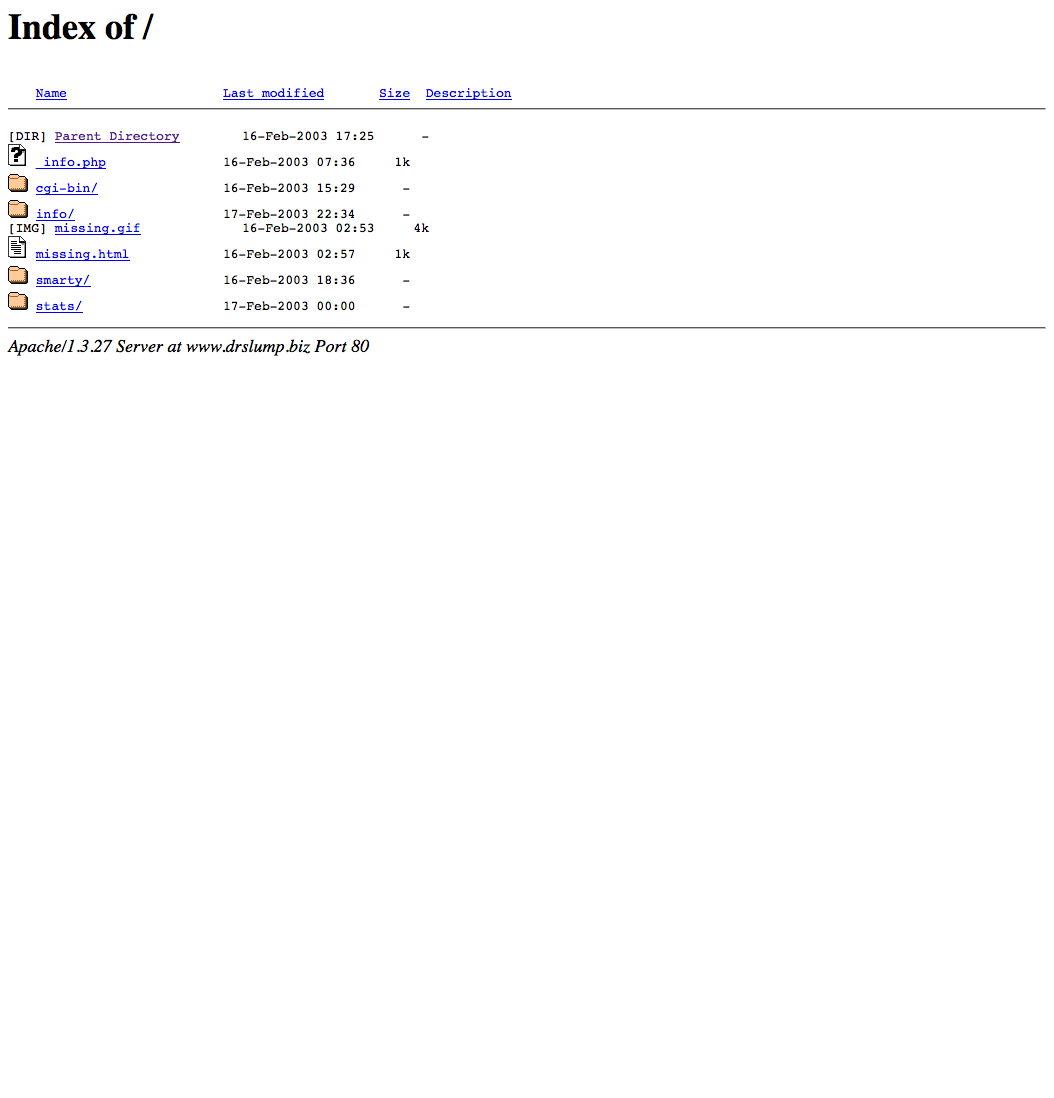 Index of /
Name Last modified Size Description
[DIR] Parent Directory 16-Feb-2003 17:25 -
_info.php 16-Feb-2003 07:36 1k
cgi-bin/ 16-Feb-2003 15:29 -
info/ 17-Feb-2003 22:34 -
[IMG] missing.gif 16-Feb-2003 02:53 4k
missing.html 16-Feb-2003 02:57 1k
smarty/ 16-Feb-2003 18:36 -
stats/ 17-Feb-2003 00:00 -
Apache/1.3.27 Server at www.drslump.biz Port 80